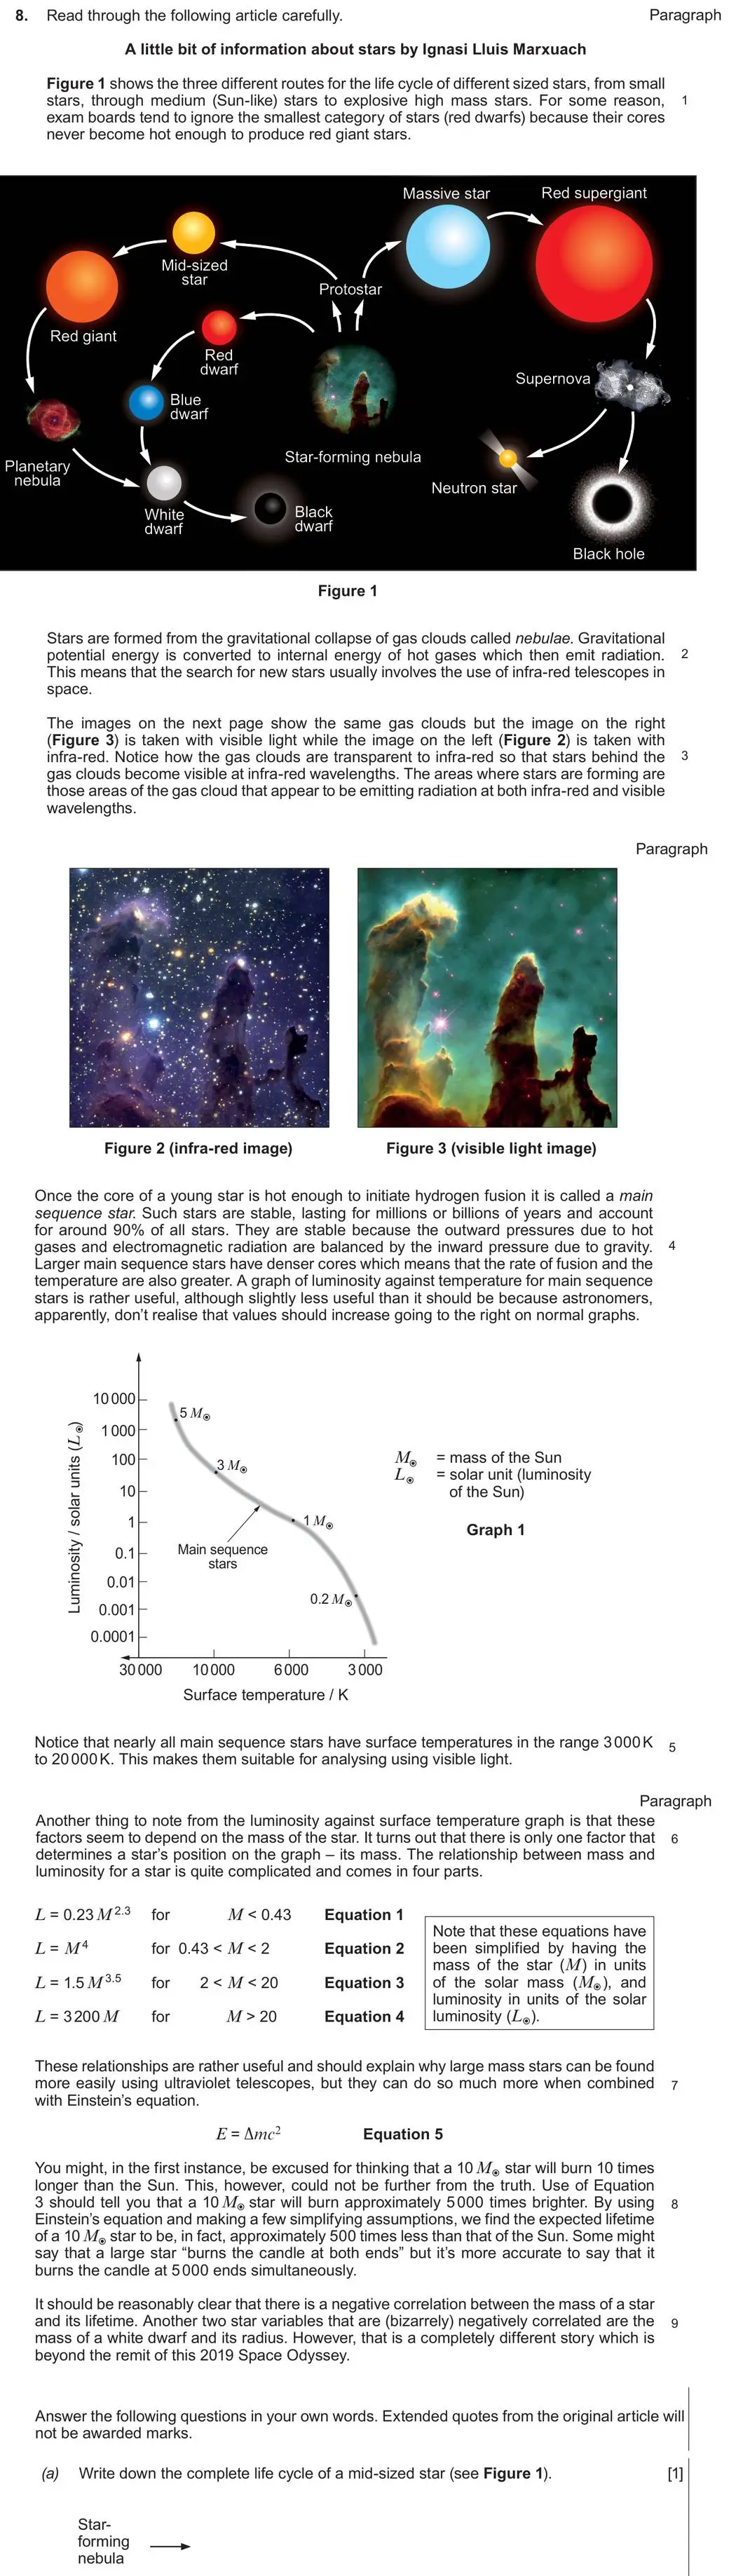 8. Read through the following article carefully. Paragraph
A little bit of information about stars by Ignasi Lluis Marxuach
Figure 1 shows the three different routes for the life cycle of different sized stars, from small
stars, through medium (Sun-like) stars to explosive high mass stars. For some reason, 1
exam boards tend to ignore the smallest category of stars (red dwarfs) because their cores
never become hot enough to produce red giant stars.
Massive star
Red supergiant
Mid-sized
star
Protostar
Red giant
Red
dwarf
Supernova
Blue
dwarf
Star-forming nebula
Planetary
nebula
Neutron star
White
dwarf
Black
dwarf
Black hole
Figure 1
Stars are formed from the gravitational collapse of gas clouds called nebulae. Gravitational
potential energy is converted to internal energy of hot gases which then emit radiation. 2
This means that the search for new stars usually involves the use of infra-red telescopes in
space.
The images on the next page show the same gas clouds but the image on the right
(Figure 3) is taken with visible light while the image on the left (Figure 2) is taken with
infra-red. Notice how the gas clouds are transparent to infra-red so that stars behind the 3
gas clouds become visible at infra-red wavelengths. The areas where stars are forming are
those areas of the gas cloud that appear to be emitting radiation at both infra-red and visible
wavelengths.
Paragraph
Figure 2 (infra-red image)
Figure 3 (visible light image)
Once the core of a young star is hot enough to initiate hydrogen fusion it is called a main
sequence star. Such stars are stable, lasting for millions or billions of years and account
for around 90% of all stars. They are stable because the outward pressures due to hot
gases and electromagnetic radiation are balanced by the inward pressure due to gravity. 4
Larger main sequence stars have denser cores which means that the rate of fusion and the
temperature are also greater. A graph of luminosity against temperature for main sequence
stars is rather useful, although slightly less useful than it should be because astronomers,
apparently, don't realise that values should increase going to the right on normal graphs.
Luminosity / solar units (L☉)
10 000
1 000
100
10
1
0.1
0.01
0.001
0.0001
5 M☉
3 M☉
1 M☉
0.2 M☉
Main sequence
stars
30 000 10 000 6 000 3 000
Surface temperature / K
M☉ = mass of the Sun
L☉ = solar unit (luminosity
of the Sun)
Graph 1
Notice that nearly all main sequence stars have surface temperatures in the range 3 000 K 5
to 20 000 K. This makes them suitable for analysing using visible light.
Paragraph
Another thing to note from the luminosity against surface temperature graph is that these
factors seem to depend on the mass of the star. It turns out that there is only one factor that 6
determines a star's position on the graph – its mass. The relationship between mass and
luminosity for a star is quite complicated and comes in four parts.
L = 0.23 M^2.3 for M < 0.43 Equation 1
L = M^4 for 0.43 < M < 2 Equation 2
L = 1.5 M^3.5 for 2 < M < 20 Equation 3
L = 3 200 M for M > 20 Equation 4
Note that these equations have
been simplified by having the
mass of the star (M) in units
of the solar mass (M☉), and
luminosity in units of the solar
luminosity (L☉).
These relationships are rather useful and should explain why large mass stars can be found
more easily using ultraviolet telescopes, but they can do so much more when combined 7
with Einstein's equation.
E = Δmc² Equation 5
You might, in the first instance, be excused for thinking that a 10 M☉ star will burn 10 times
longer than the Sun. This, however, could not be further from the truth. Use of Equation
3 should tell you that a 10 M☉ star will burn approximately 5 000 times brighter. By using 8
Einstein's equation and making a few simplifying assumptions, we find the expected lifetime
of a 10 M☉ star to be, in fact, approximately 500 times less than that of the Sun. Some might
say that a large star "burns the candle at both ends" but it's more accurate to say that it
burns the candle at 5 000 ends simultaneously.
It should be reasonably clear that there is a negative correlation between the mass of a star
and its lifetime. Another two star variables that are (bizarrely) negatively correlated are the 9
mass of a white dwarf and its radius. However, that is a completely different story which is
beyond the remit of this 2019 Space Odyssey.
Answer the following questions in your own words. Extended quotes from the original article will
not be awarded marks.
(a) Write down the complete life cycle of a mid-sized star (see Figure 1). [1]
Star-
forming
nebula